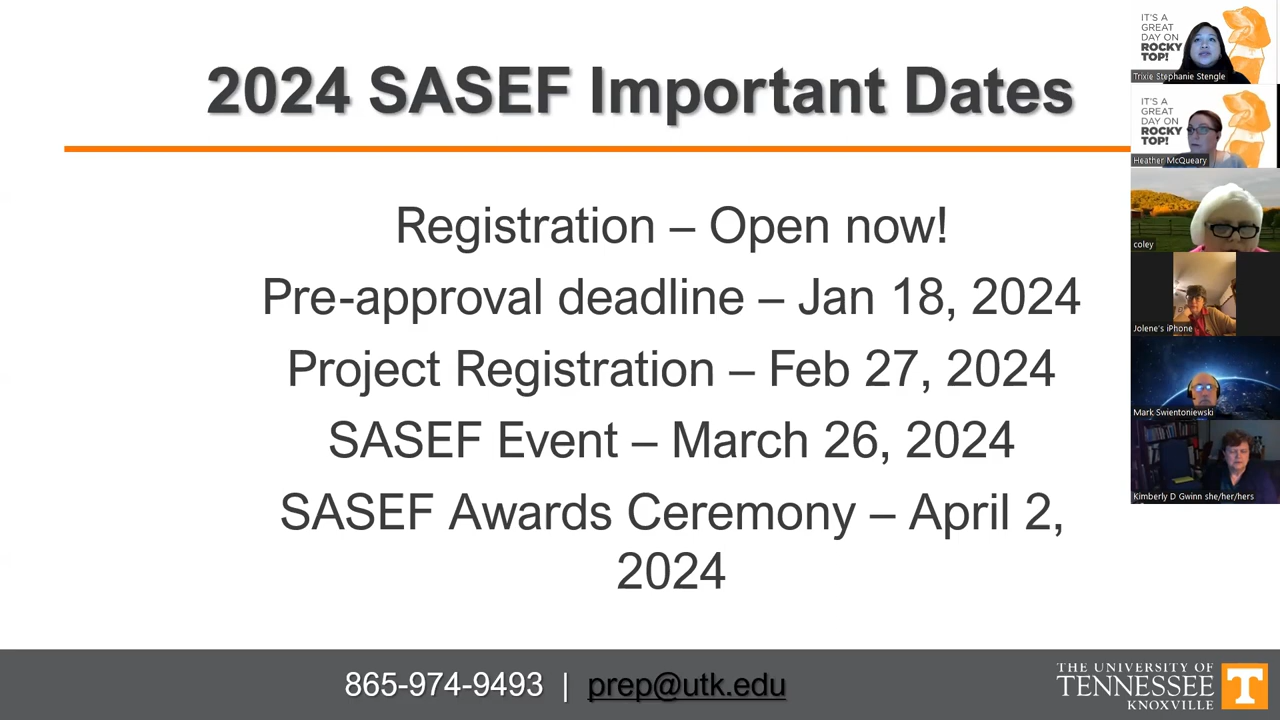 2024 SASEF Important Dates
Registration – Open now!
Pre-approval deadline – Jan 18, 2024
Project Registration – Feb 27, 2024
SASEF Event – March 26, 2024
SASEF Awards Ceremony – April 2,
2024
865-974-9493 | prep@utk.edu
THE UNIVERSITY OF
TENNESSEE
KNOXVILLE
T
IT'S A
GREAT
DAY ON
ROCKY
TOP!
Trixie Stephanie Stengle
IT'S A
GREAT
DAY ON
ROCKY
TOP!
Heather McQueary
coley
Jolene's iPhone
Mark Swientoniewski
Kimberly D Gwinn she/her/hers